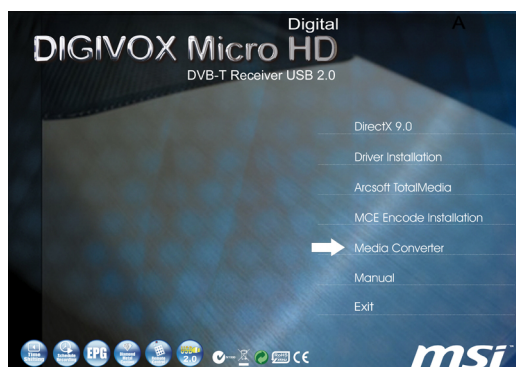 Digital
A
DIGIVOX Micro HD
DVB-T Receiver USB 2.0
DirectX 9.0
Driver Installation
Arcsoft TotalMedia
MCE Encode Installation
Media Converter
Manual
Exit
EPG
2.0
CE
msi